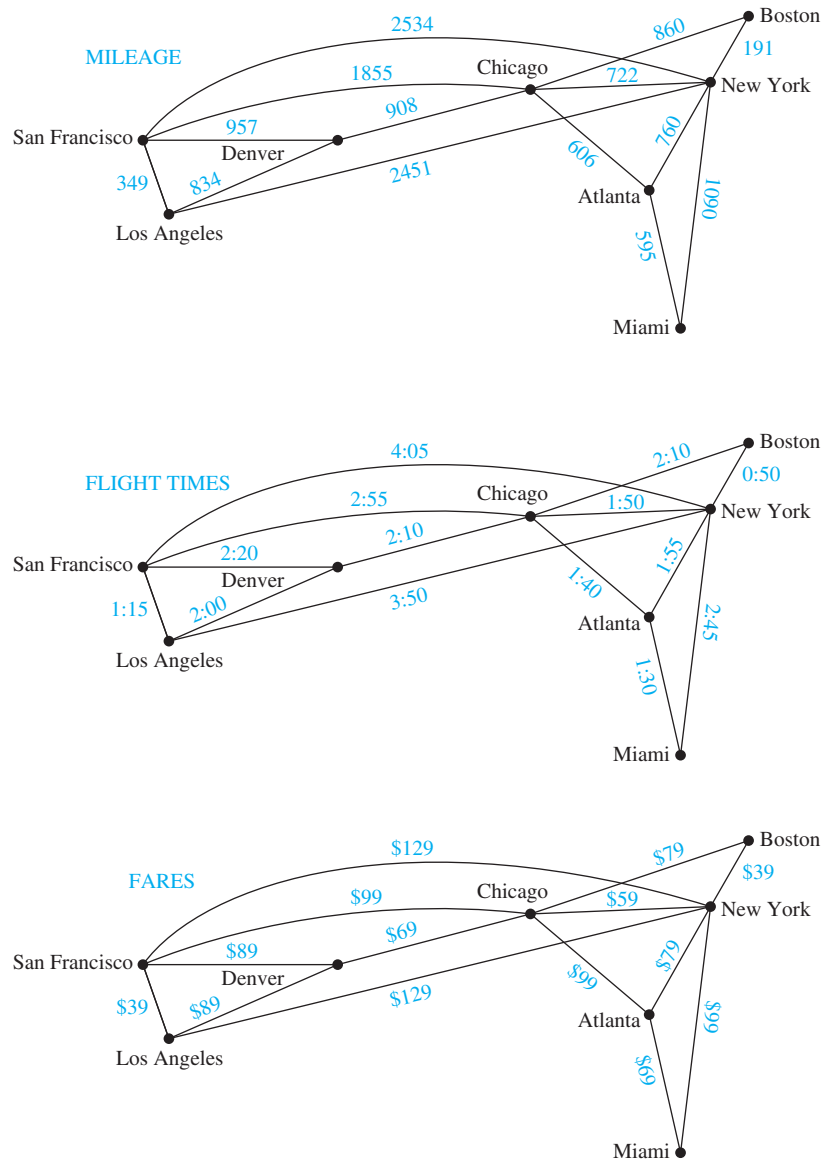 Boston
2534
860
191
MILEAGE
Chicago
1855
722
New York
908
San Francisco
957
760
Denver
606
2451
349
834
Atlanta
1090
Los Angeles
595
Miami
Boston
4:05
2:10
0:50
FLIGHT TIMES
Chicago
2:55
1:50
New York
2:10
San Francisco
2:20
1:55
Denver
1:40
3:50
1:15
2:00
Atlanta
2:45
Los Angeles
1:30
Miami
Boston
$129
$79
$39
FARES
Chicago
$99
$59
New York
$69
San Francisco
$89
$79
Denver
$99
$129
$39
$89
Atlanta
$99
Los Angeles
$69
Miami